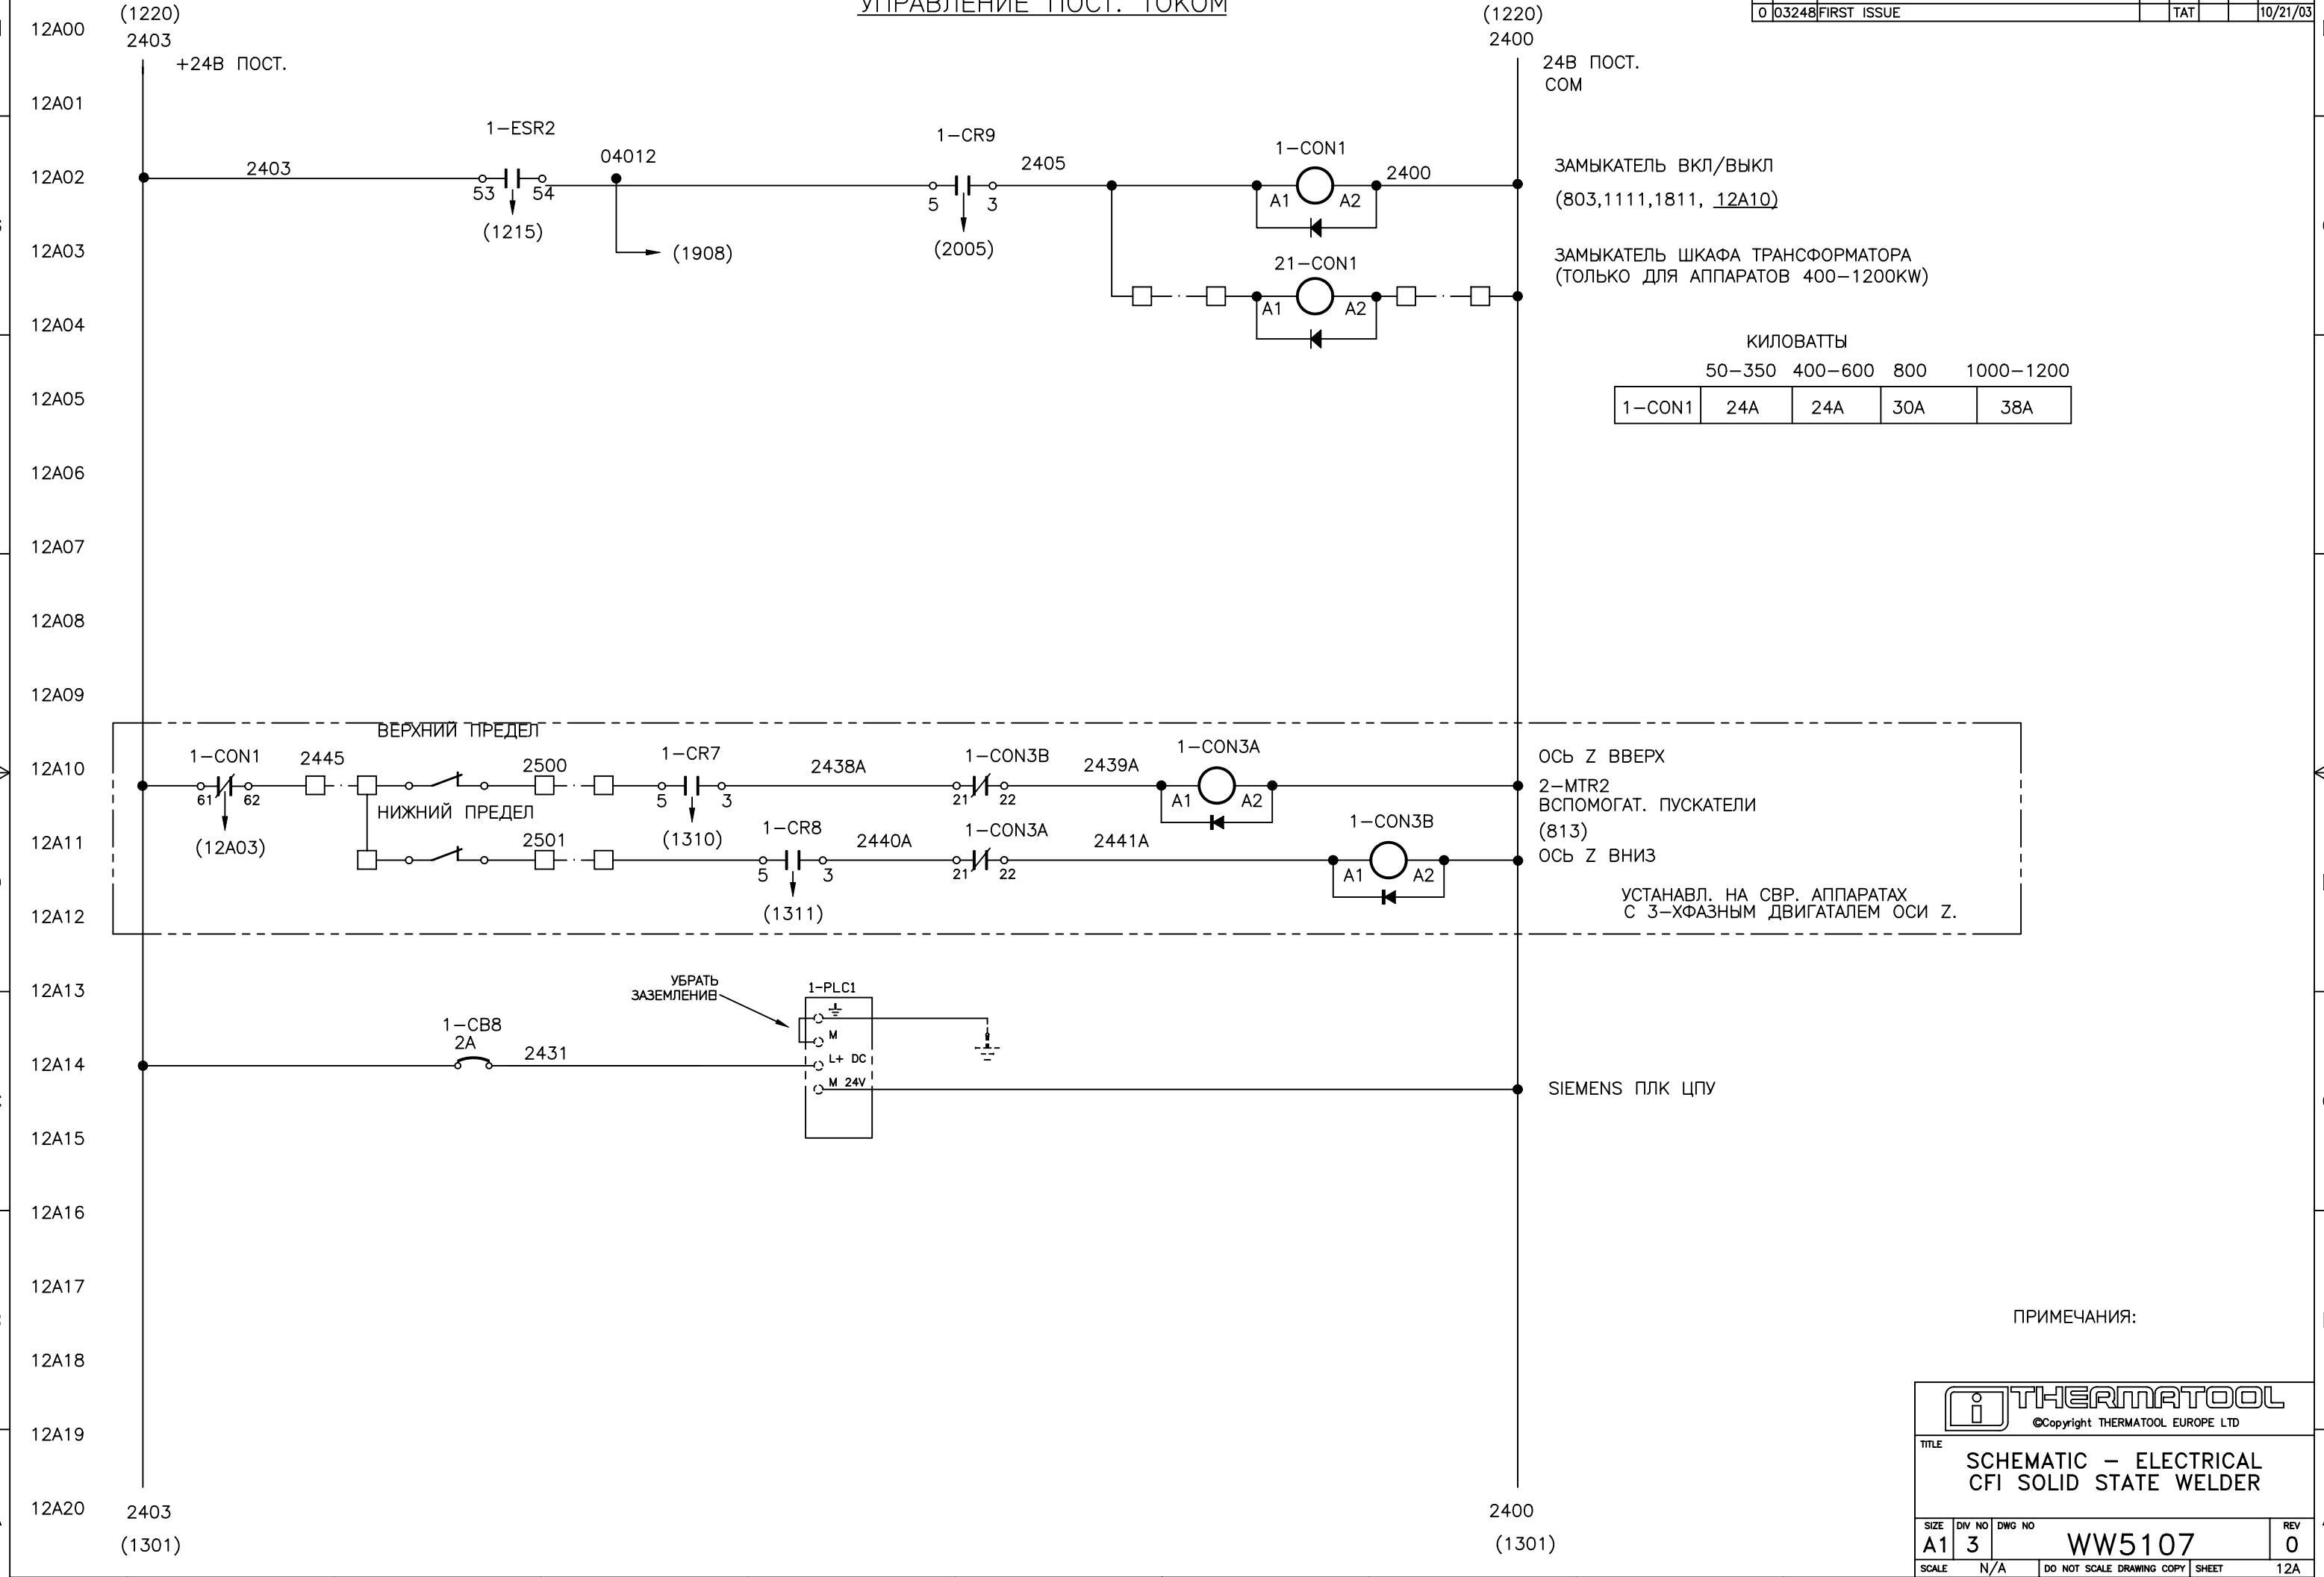 УПРАВЛЕНИЕ ПОСТ. ТОКОМ
0 03248 FIRST ISSUE TAT 10/21/03
(1220)
(1220)
12A00
2403
2400
+24В ПОСТ.
24В ПОСТ.
COM
12A01
1-ESR2
1-CR9
1-CON1
04012
2403
2405
2400
12A02
53
54
5
3
A1
A2
ЗАМЫКАТЕЛЬ ВКЛ/ВЫКЛ
(803,1111,1811, 12A10)
(1215)
(1908)
(2005)
12A03
21-CON1
A1
A2
ЗАМЫКАТЕЛЬ ШКАФА ТРАНСФОРМАТОРА
(ТОЛЬКО ДЛЯ АППАРАТОВ 400-1200KW)
12A04
КИЛОВАТТЫ
50-350 400-600 800 1000-1200
12A05
1-CON1 24A 24A 30A 38A
12A06
12A07
12A08
12A09
ВЕРХНИЙ ПРЕДЕЛ
12A10
1-CON1
2445
2500
1-CR7
2438A
1-CON3B
2439A
1-CON3A
ОСЬ Z ВВЕРХ
61
62
5
3
21
22
A1
A2
2-MTR2
ВСПОМОГАТ. ПУСКАТЕЛИ
(813)
НИЖНИЙ ПРЕДЕЛ
12A11
(12A03)
2501
(1310)
1-CR8
2440A
1-CON3A
2441A
1-CON3B
ОСЬ Z ВНИЗ
5
3
21
22
A1
A2
(1311)
12A12
УСТАНАВЛ. НА СВР. АППАРАТАХ
С 3-ХФАЗНЫМ ДВИГАТАЛЕМ ОСИ Z.
12A13
УБРАТЬ
ЗАЗЕМЛЕНИЕ
1-PLC1
M
L+ DC
M 24V
12A14
1-CB8
2A
2431
SIEMENS ПЛК ЦПУ
12A15
12A16
12A17
ПРИМЕЧАНИЯ:
12A18
12A19
12A20
2403
(1301)
2400
(1301)
THERMATOOL
©Copyright THERMATOOL EUROPE LTD
TITLE
SCHEMATIC - ELECTRICAL
CFI SOLID STATE WELDER
SIZE DIV NO DWG NO REV
A1 3 WW5107 0
SCALE N/A DO NOT SCALE DRAWING COPY SHEET 12A